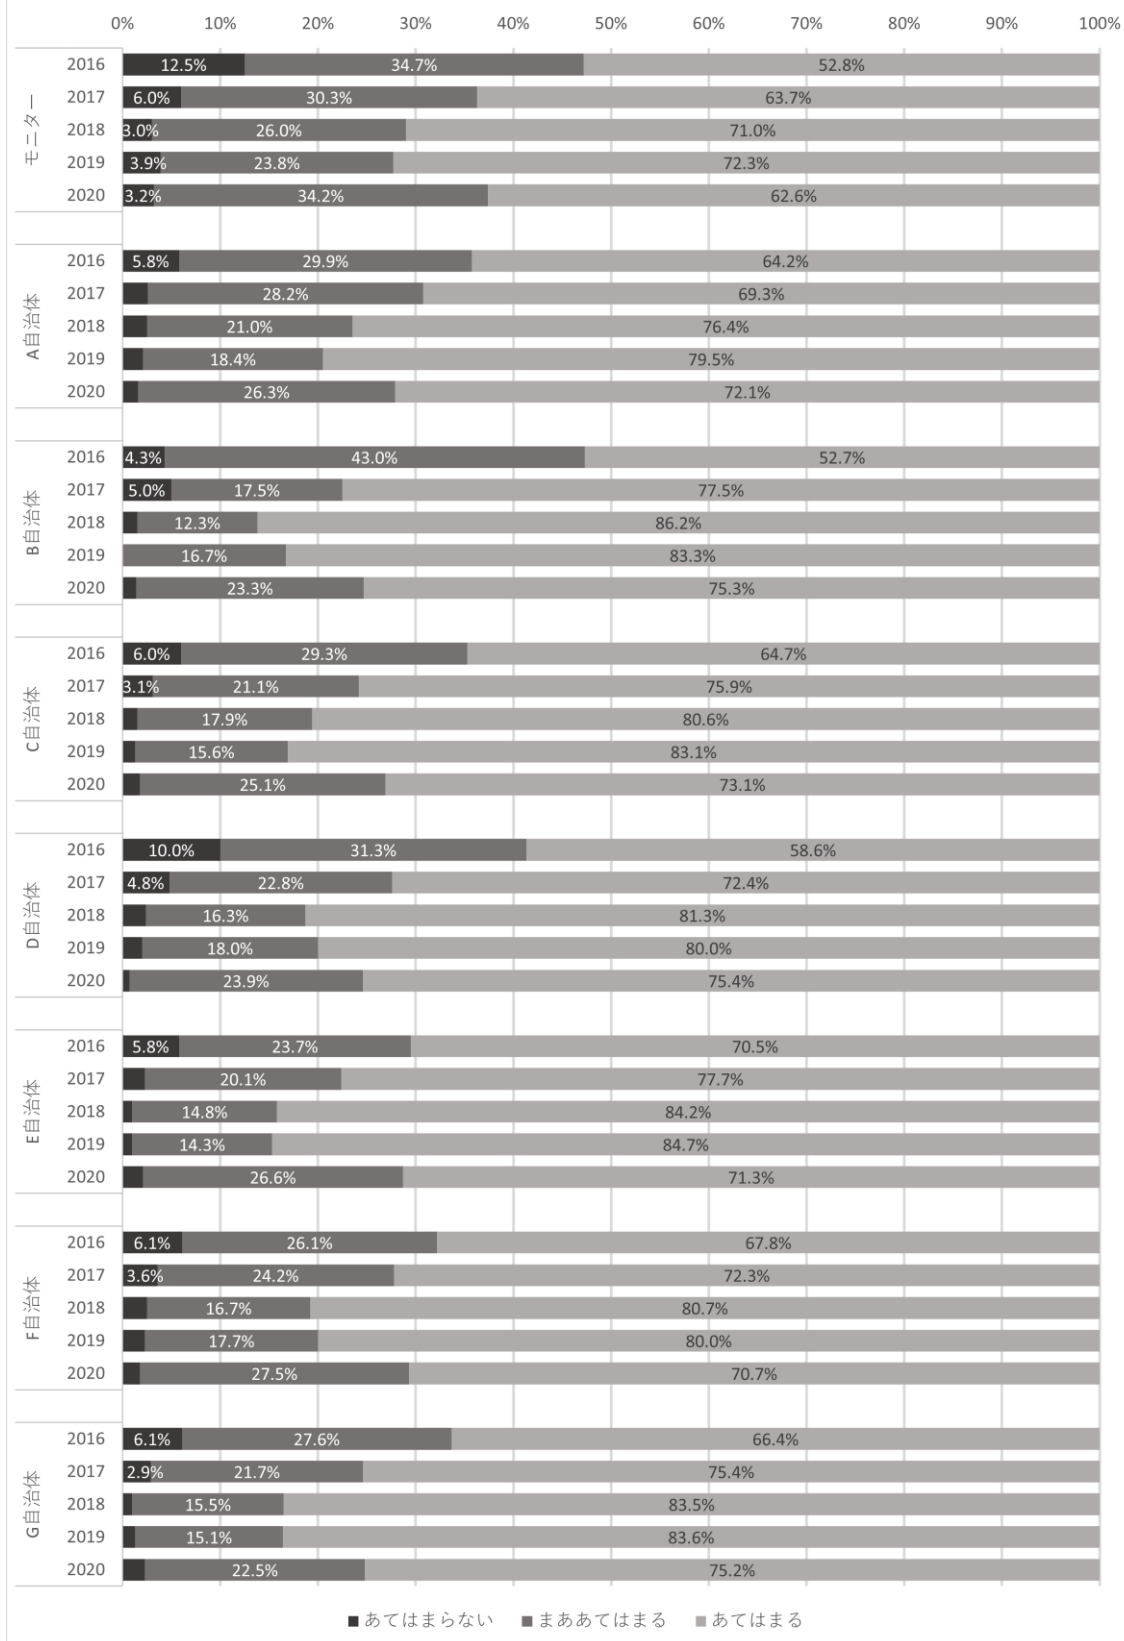 0% 10% 20% 30% 40% 50% 60% 70% 80% 90% 100%
モニター
2016 12.5% 34.7% 52.8%
2017 6.0% 30.3% 63.7%
2018 3.0% 26.0% 71.0%
2019 3.9% 23.8% 72.3%
2020 3.2% 34.2% 62.6%
A自治体
2016 5.8% 29.9% 64.2%
2017 28.2% 69.3%
2018 21.0% 76.4%
2019 18.4% 79.5%
2020 26.3% 72.1%
B自治体
2016 4.3% 43.0% 52.7%
2017 5.0% 17.5% 77.5%
2018 12.3% 86.2%
2019 16.7% 83.3%
2020 23.3% 75.3%
C自治体
2016 6.0% 29.3% 64.7%
2017 3.1% 21.1% 75.9%
2018 17.9% 80.6%
2019 15.6% 83.1%
2020 25.1% 73.1%
D自治体
2016 10.0% 31.3% 58.6%
2017 4.8% 22.8% 72.4%
2018 16.3% 81.3%
2019 18.0% 80.0%
2020 23.9% 75.4%
E自治体
2016 5.8% 23.7% 70.5%
2017 20.1% 77.7%
2018 14.8% 84.2%
2019 14.3% 84.7%
2020 26.6% 71.3%
F自治体
2016 6.1% 26.1% 67.8%
2017 3.6% 24.2% 72.3%
2018 16.7% 80.7%
2019 17.7% 80.0%
2020 27.5% 70.7%
G自治体
2016 6.1% 27.6% 66.4%
2017 2.9% 21.7% 75.4%
2018 15.5% 83.5%
2019 15.1% 83.6%
2020 22.5% 75.2%
あてはまらない まああてはまる あてはまる